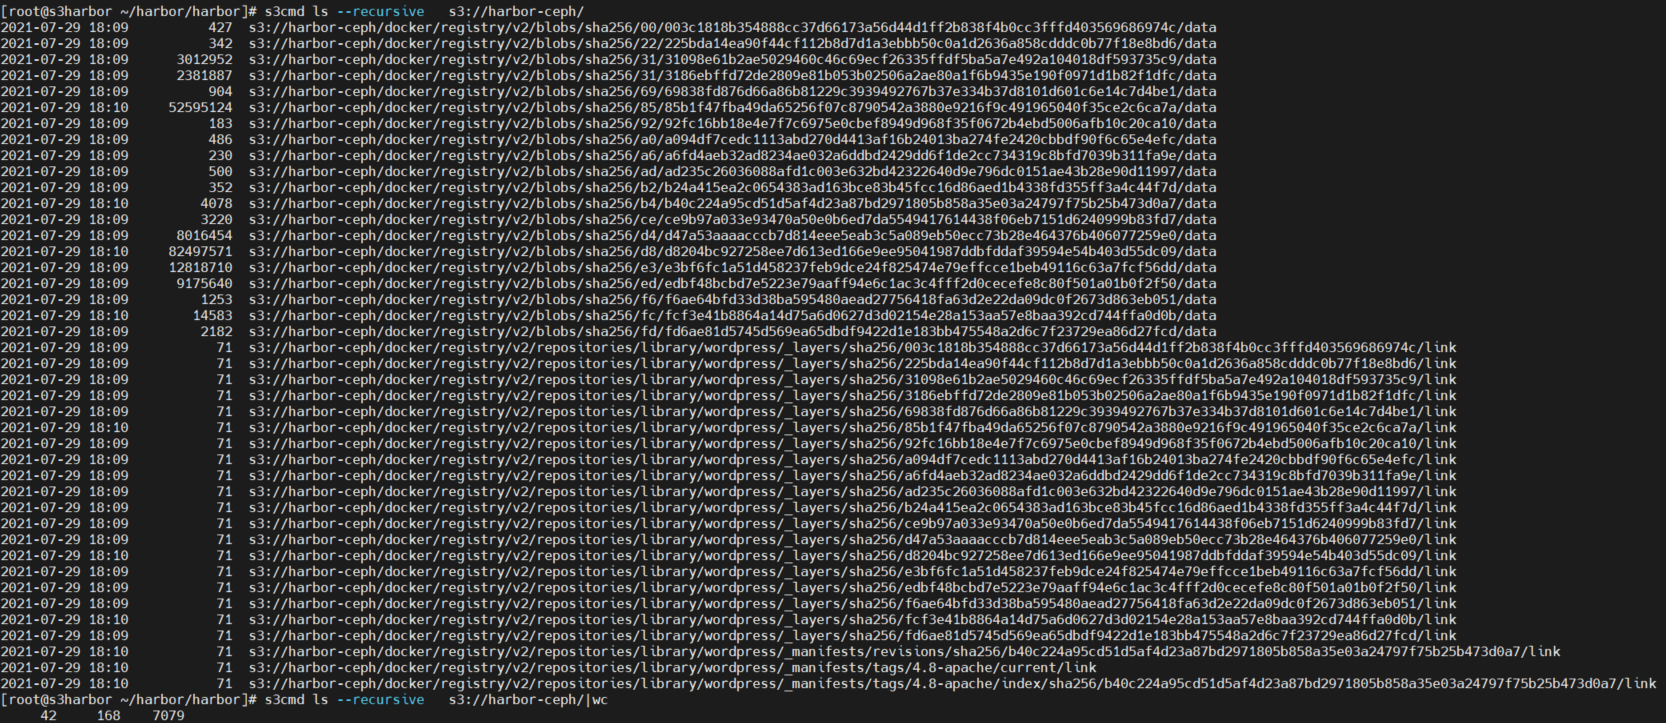 [root@s3harbor ~/harbor/harbor]# s3cmd ls --recursive   s3://harbor-ceph/
2021-07-29 18:09          427  s3://harbor-ceph/docker/registry/v2/blobs/sha256/00/003c1818b354888cc37d66173a56d44d1ff2b838f4b0cc3fffd403569686974c/data
2021-07-29 18:09          342  s3://harbor-ceph/docker/registry/v2/blobs/sha256/22/225bda14ea90f44cf112b8d7d1a3ebbb50c0a1d2636a858cdddc0b77f18e8bd6/data
2021-07-29 18:09      3012952  s3://harbor-ceph/docker/registry/v2/blobs/sha256/31/31098e61b2ae5029460c46c69ecf26335ffdf5ba5a7e492a104018df593735c9/data
2021-07-29 18:09      2381887  s3://harbor-ceph/docker/registry/v2/blobs/sha256/31/3186ebffd72de2809e81b053b02506a2ae80a1f6b9435e190f0971d1b82f1dfc/data
2021-07-29 18:09          904  s3://harbor-ceph/docker/registry/v2/blobs/sha256/69/69838fd876d66a86b81229c3939492767b37e334b37d8101d601c6e14c7d4be1/data
2021-07-29 18:10     52595124  s3://harbor-ceph/docker/registry/v2/blobs/sha256/85/85b1f47fba49da65256f07c8790542a3880e9216f9c491965040f35ce2c6ca7a/data
2021-07-29 18:09          183  s3://harbor-ceph/docker/registry/v2/blobs/sha256/92/92fc16bb18e4e7f7c6975e0cbef8949d968f35f0672b4ebd5006afb10c20ca10/data
2021-07-29 18:09          486  s3://harbor-ceph/docker/registry/v2/blobs/sha256/a0/a094df7cedc1113abd270d4413af16b24013ba274fe2420cbbdf90f6c65e4efc/data
2021-07-29 18:09          230  s3://harbor-ceph/docker/registry/v2/blobs/sha256/a6/a6fd4aeb32ad8234ae032a6ddbd2429dd6f1de2cc734319c8bfd7039b311fa9e/data
2021-07-29 18:09          500  s3://harbor-ceph/docker/registry/v2/blobs/sha256/ad/ad235c26036088afd1c003e632bd42322640d9e796dc0151ae43b28e90d11997/data
2021-07-29 18:09          352  s3://harbor-ceph/docker/registry/v2/blobs/sha256/b2/b24a415ea2c0654383ad163bce83b45fcc16d86aed1b4338fd355ff3a4c44f7d/data
2021-07-29 18:10         4078  s3://harbor-ceph/docker/registry/v2/blobs/sha256/b4/b40c224a95cd51d5af4d23a87bd2971805b858a35e03a24797f75b25b473d0a7/data
2021-07-29 18:09         3220  s3://harbor-ceph/docker/registry/v2/blobs/sha256/ce/ce9b97a033e93470a50e0b6ed7da5549417614438f06eb7151d6240999b83fd7/data
2021-07-29 18:09      8016454  s3://harbor-ceph/docker/registry/v2/blobs/sha256/d4/d47a53aaaacccb7d814eee5eab3c5a089eb50ecc73b28e464376b406077259e0/data
2021-07-29 18:10     82497571  s3://harbor-ceph/docker/registry/v2/blobs/sha256/d8/d8204bc927258ee7d613ed166e9ee95041987ddbfddaf39594e54b403d55dc09/data
2021-07-29 18:09     12818710  s3://harbor-ceph/docker/registry/v2/blobs/sha256/e3/e3bf6fc1a51d458237feb9dce24f825474e79effcce1beb49116c63a7fcf56dd/data
2021-07-29 18:09      9175640  s3://harbor-ceph/docker/registry/v2/blobs/sha256/ed/edbf48bcbd7e5223e79aaff94e6c1ac3c4fff2d0cecefe8c80f501a01b0f2f50/data
2021-07-29 18:09         1253  s3://harbor-ceph/docker/registry/v2/blobs/sha256/f6/f6ae64bfd33d38ba595480aead27756418fa63d2e22da09dc0f2673d863eb051/data
2021-07-29 18:10        14583  s3://harbor-ceph/docker/registry/v2/blobs/sha256/fc/fcf3e41b8864a14d75a6d0627d3d02154e28a153aa57e8baa392cd744ffa0d0b/data
2021-07-29 18:09         2182  s3://harbor-ceph/docker/registry/v2/blobs/sha256/fd/fd6ae81d5745d569ea65dbdf9422d1e183bb475548a2d6c7f23729ea86d27fcd/data
2021-07-29 18:09           71  s3://harbor-ceph/docker/registry/v2/repositories/library/wordpress/_layers/sha256/003c1818b354888cc37d66173a56d44d1ff2b838f4b0cc3fffd403569686974c/link
2021-07-29 18:09           71  s3://harbor-ceph/docker/registry/v2/repositories/library/wordpress/_layers/sha256/225bda14ea90f44cf112b8d7d1a3ebbb50c0a1d2636a858cdddc0b77f18e8bd6/link
2021-07-29 18:09           71  s3://harbor-ceph/docker/registry/v2/repositories/library/wordpress/_layers/sha256/31098e61b2ae5029460c46c69ecf26335ffdf5ba5a7e492a104018df593735c9/link
2021-07-29 18:09           71  s3://harbor-ceph/docker/registry/v2/repositories/library/wordpress/_layers/sha256/3186ebffd72de2809e81b053b02506a2ae80a1f6b9435e190f0971d1b82f1dfc/link
2021-07-29 18:09           71  s3://harbor-ceph/docker/registry/v2/repositories/library/wordpress/_layers/sha256/69838fd876d66a86b81229c3939492767b37e334b37d8101d601c6e14c7d4be1/link
2021-07-29 18:10           71  s3://harbor-ceph/docker/registry/v2/repositories/library/wordpress/_layers/sha256/85b1f47fba49da65256f07c8790542a3880e9216f9c491965040f35ce2c6ca7a/link
2021-07-29 18:09           71  s3://harbor-ceph/docker/registry/v2/repositories/library/wordpress/_layers/sha256/92fc16bb18e4e7f7c6975e0cbef8949d968f35f0672b4ebd5006afb10c20ca10/link
2021-07-29 18:09           71  s3://harbor-ceph/docker/registry/v2/repositories/library/wordpress/_layers/sha256/a094df7cedc1113abd270d4413af16b24013ba274fe2420cbbdf90f6c65e4efc/link
2021-07-29 18:09           71  s3://harbor-ceph/docker/registry/v2/repositories/library/wordpress/_layers/sha256/a6fd4aeb32ad8234ae032a6ddbd2429dd6f1de2cc734319c8bfd7039b311fa9e/link
2021-07-29 18:09           71  s3://harbor-ceph/docker/registry/v2/repositories/library/wordpress/_layers/sha256/ad235c26036088afd1c003e632bd42322640d9e796dc0151ae43b28e90d11997/link
2021-07-29 18:09           71  s3://harbor-ceph/docker/registry/v2/repositories/library/wordpress/_layers/sha256/b24a415ea2c0654383ad163bce83b45fcc16d86aed1b4338fd355ff3a4c44f7d/link
2021-07-29 18:09           71  s3://harbor-ceph/docker/registry/v2/repositories/library/wordpress/_layers/sha256/ce9b97a033e93470a50e0b6ed7da5549417614438f06eb7151d6240999b83fd7/link
2021-07-29 18:09           71  s3://harbor-ceph/docker/registry/v2/repositories/library/wordpress/_layers/sha256/d47a53aaaacccb7d814eee5eab3c5a089eb50ecc73b28e464376b406077259e0/link
2021-07-29 18:10           71  s3://harbor-ceph/docker/registry/v2/repositories/library/wordpress/_layers/sha256/d8204bc927258ee7d613ed166e9ee95041987ddbfddaf39594e54b403d55dc09/link
2021-07-29 18:09           71  s3://harbor-ceph/docker/registry/v2/repositories/library/wordpress/_layers/sha256/e3bf6fc1a51d458237feb9dce24f825474e79effcce1beb49116c63a7fcf56dd/link
2021-07-29 18:09           71  s3://harbor-ceph/docker/registry/v2/repositories/library/wordpress/_layers/sha256/edbf48bcbd7e5223e79aaff94e6c1ac3c4fff2d0cecefe8c80f501a01b0f2f50/link
2021-07-29 18:09           71  s3://harbor-ceph/docker/registry/v2/repositories/library/wordpress/_layers/sha256/f6ae64bfd33d38ba595480aead27756418fa63d2e22da09dc0f2673d863eb051/link
2021-07-29 18:10           71  s3://harbor-ceph/docker/registry/v2/repositories/library/wordpress/_layers/sha256/fcf3e41b8864a14d75a6d0627d3d02154e28a153aa57e8baa392cd744ffa0d0b/link
2021-07-29 18:09           71  s3://harbor-ceph/docker/registry/v2/repositories/library/wordpress/_layers/sha256/fd6ae81d5745d569ea65dbdf9422d1e183bb475548a2d6c7f23729ea86d27fcd/link
2021-07-29 18:10           71  s3://harbor-ceph/docker/registry/v2/repositories/library/wordpress/_manifests/revisions/sha256/b40c224a95cd51d5af4d23a87bd2971805b858a35e03a24797f75b25b473d0a7/link
2021-07-29 18:10           71  s3://harbor-ceph/docker/registry/v2/repositories/library/wordpress/_manifests/tags/4.8-apache/current/link
2021-07-29 18:10           71  s3://harbor-ceph/docker/registry/v2/repositories/library/wordpress/_manifests/tags/4.8-apache/index/sha256/b40c224a95cd51d5af4d23a87bd2971805b858a35e03a24797f75b25b473d0a7/link
[root@s3harbor ~/harbor/harbor]# s3cmd ls --recursive   s3://harbor-ceph/|wc
     42     168    7079